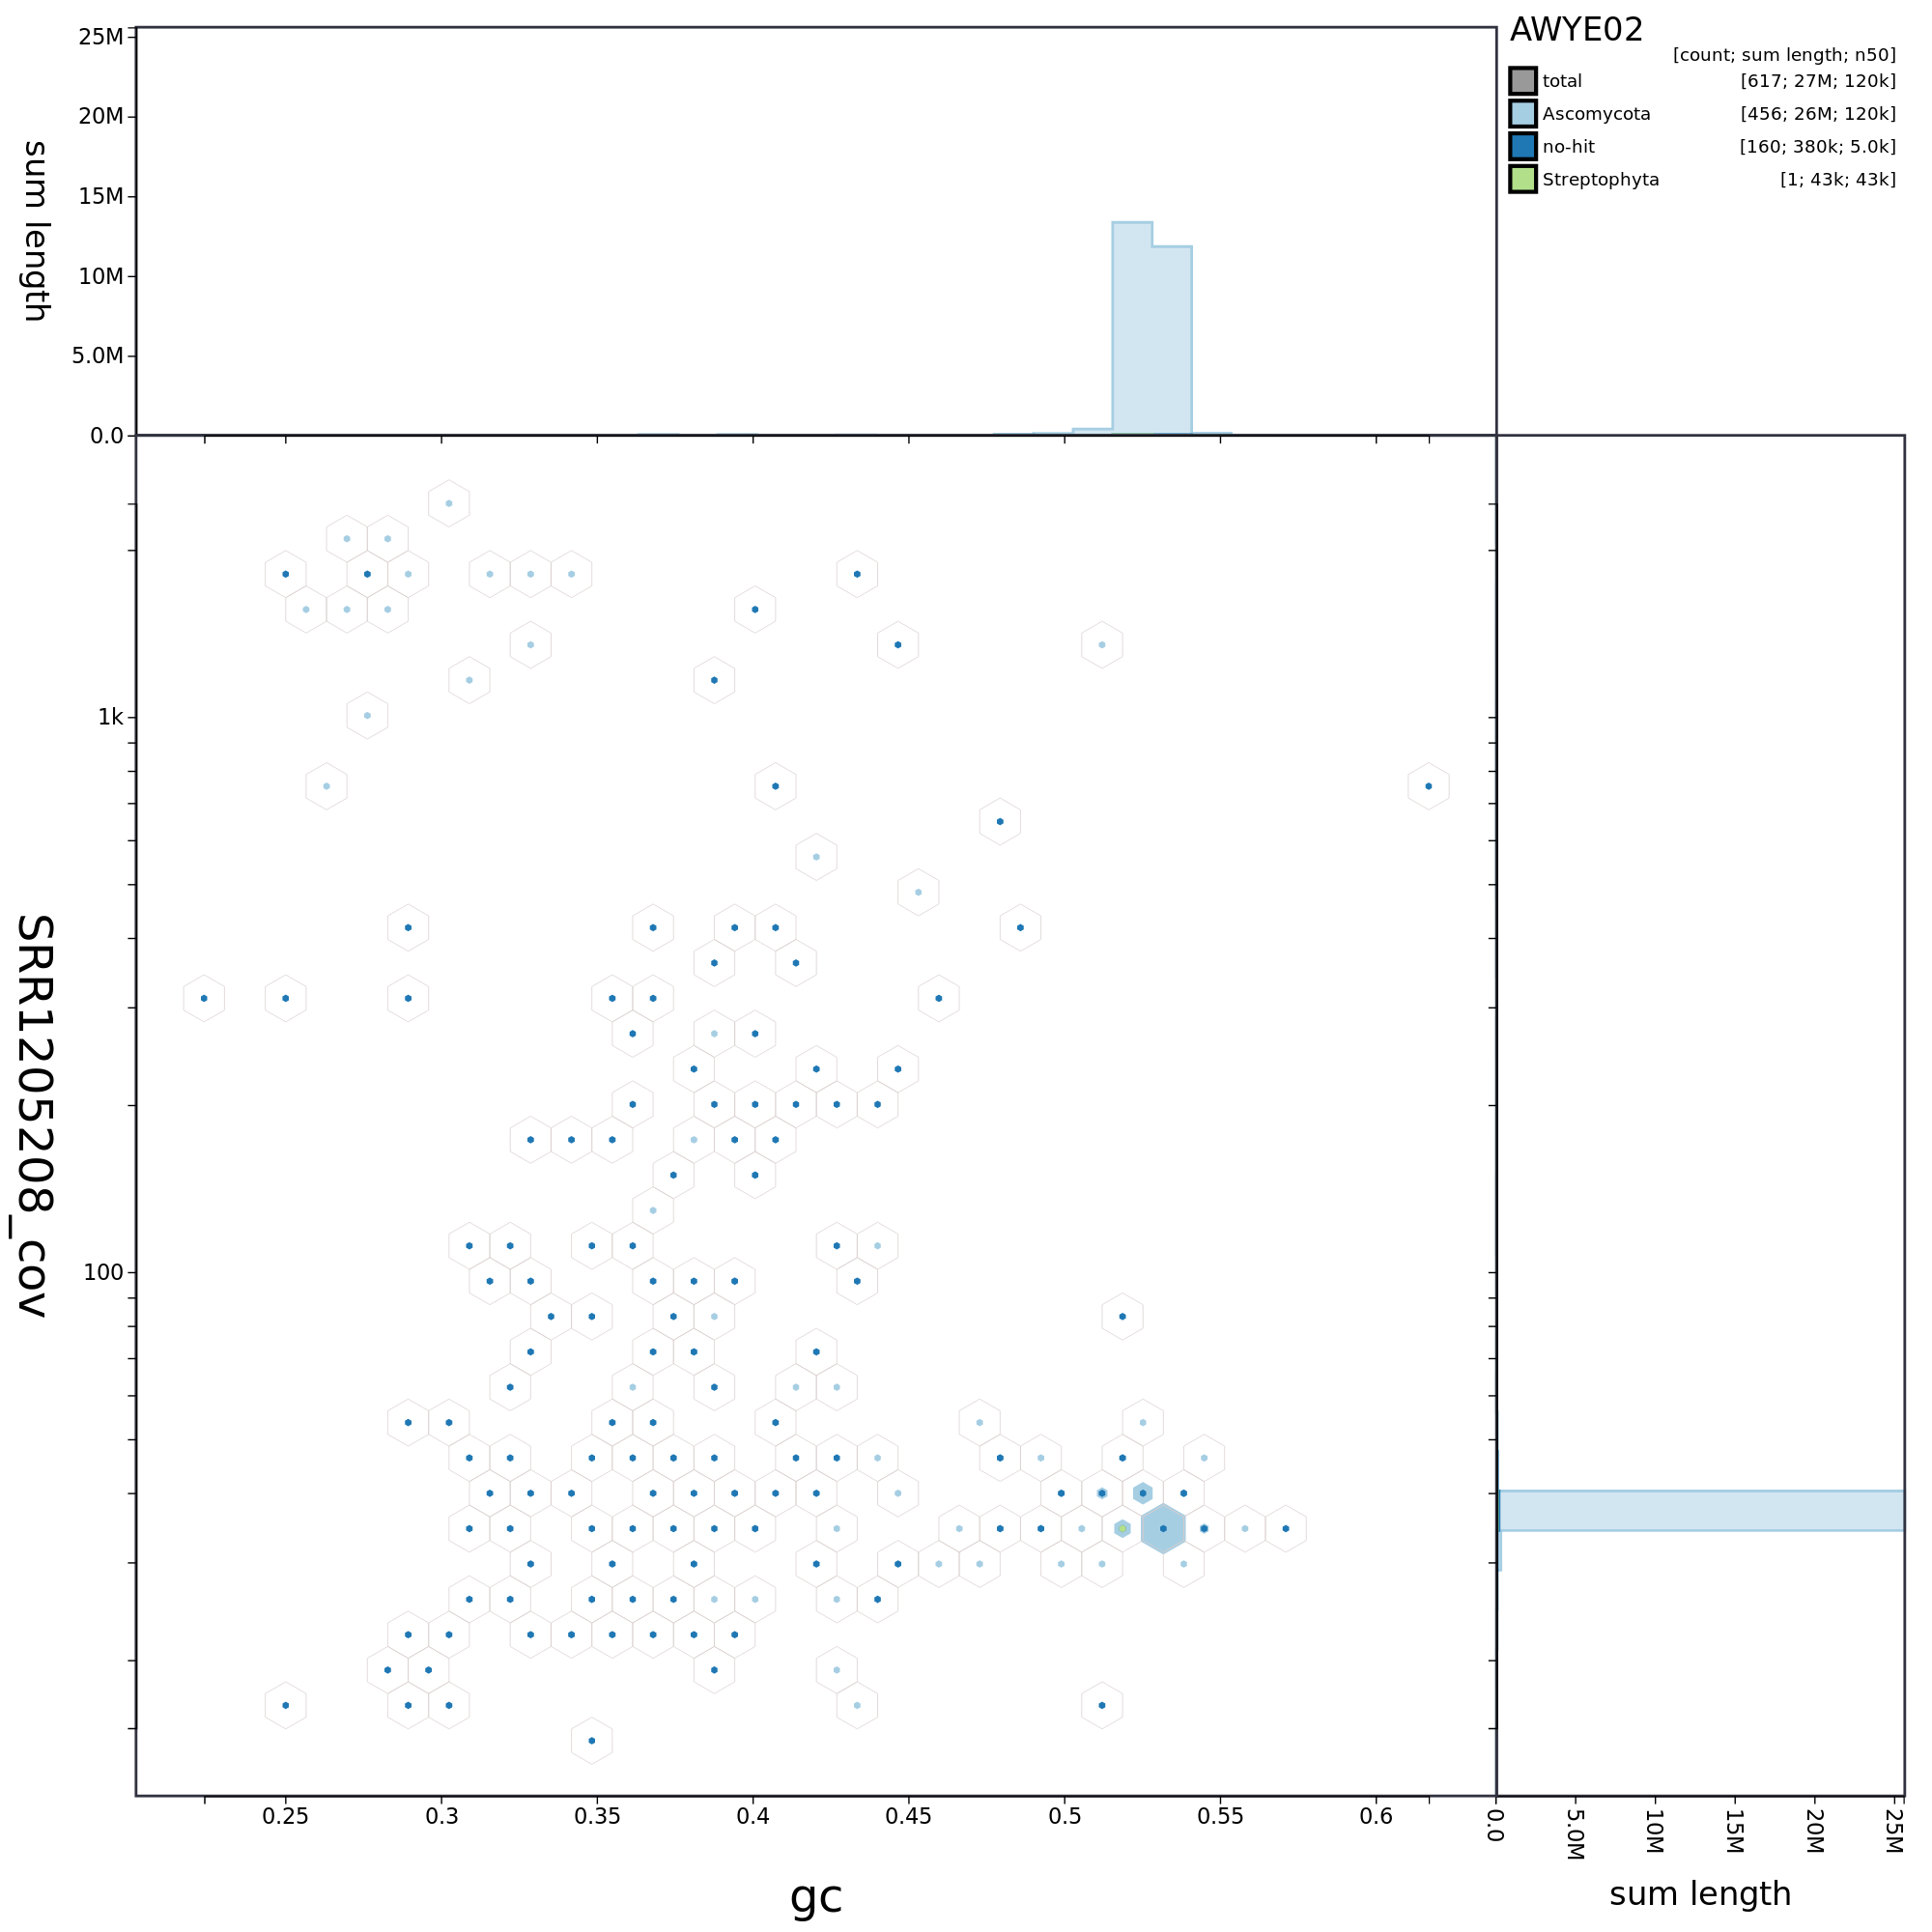 25M
20M
15M
10M
5.0M
0.0
sum length
AWYE02
[count; sum length; n50]
total [617; 27M; 120k]
Ascomycota [456; 26M; 120k]
no-hit [160; 380k; 5.0k]
Streptophyta [1; 43k; 43k]
1k
100
SRR1205208_cov
0.25 0.3 0.35 0.4 0.45 0.5 0.55 0.6
gc
0.0 5.0M 10M 15M 20M 25M
sum length